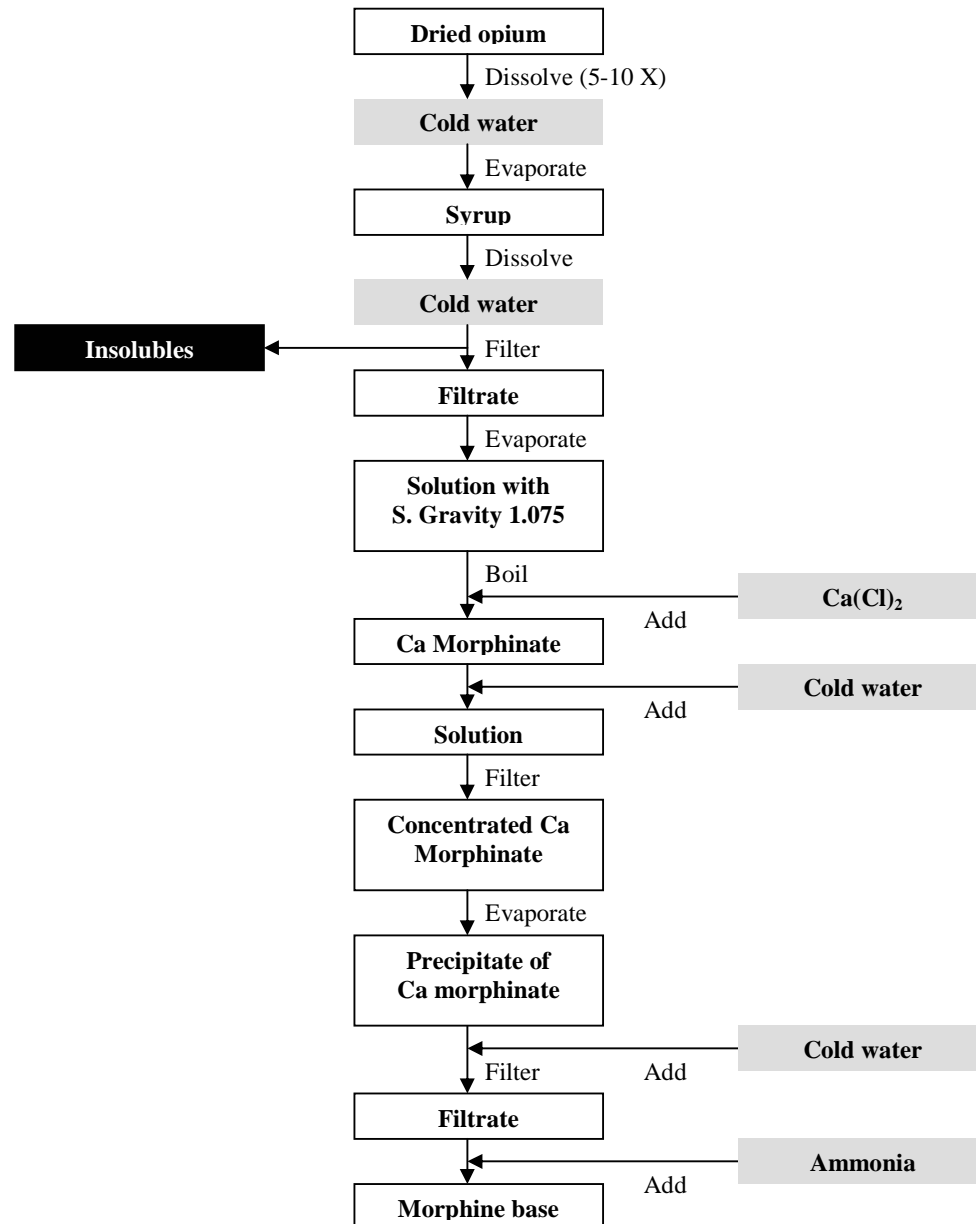 Dried opium
Dissolve (5-10 X)
Cold water
Evaporate
Syrup
Dissolve
Cold water
Insolubles
Filter
Filtrate
Evaporate
Solution with
S. Gravity 1.075
Boil
Ca(Cl)₂
Add
Ca Morphinate
Cold water
Add
Solution
Filter
Concentrated Ca
Morphinate
Evaporate
Precipitate of
Ca morphinate
Cold water
Filter
Add
Filtrate
Ammonia
Add
Morphine base